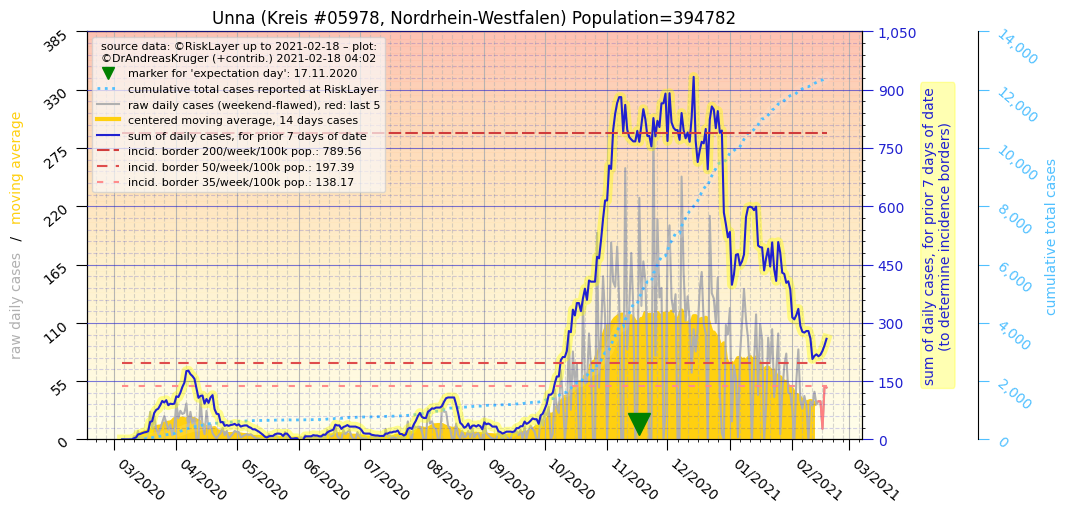 Unna (Kreis #05978, Nordrhein-Westfalen) Population=394782
source data: ©RiskLayer up to 2021-02-18 – plot:
©DrAndreasKruger (+contrib.) 2021-02-18 04:02
marker for 'expectation day': 17.11.2020
cumulative total cases reported at RiskLayer
raw daily cases (weekend-flawed), red: last 5
centered moving average, 14 days cases
sum of daily cases, for prior 7 days of date
incid. border 200/week/100k pop.: 789.56
incid. border 50/week/100k pop.: 197.39
incid. border 35/week/100k pop.: 138.17
raw daily cases / moving average
385
330
275
220
165
110
55
0
1,050
900
750
600
450
300
150
0
sum of daily cases, for prior 7 days of date
(to determine incidence borders)
14,000
12,000
10,000
8,000
6,000
4,000
2,000
0
cumulative total cases
03/2020
04/2020
05/2020
06/2020
07/2020
08/2020
09/2020
10/2020
11/2020
12/2020
01/2021
02/2021
03/2021